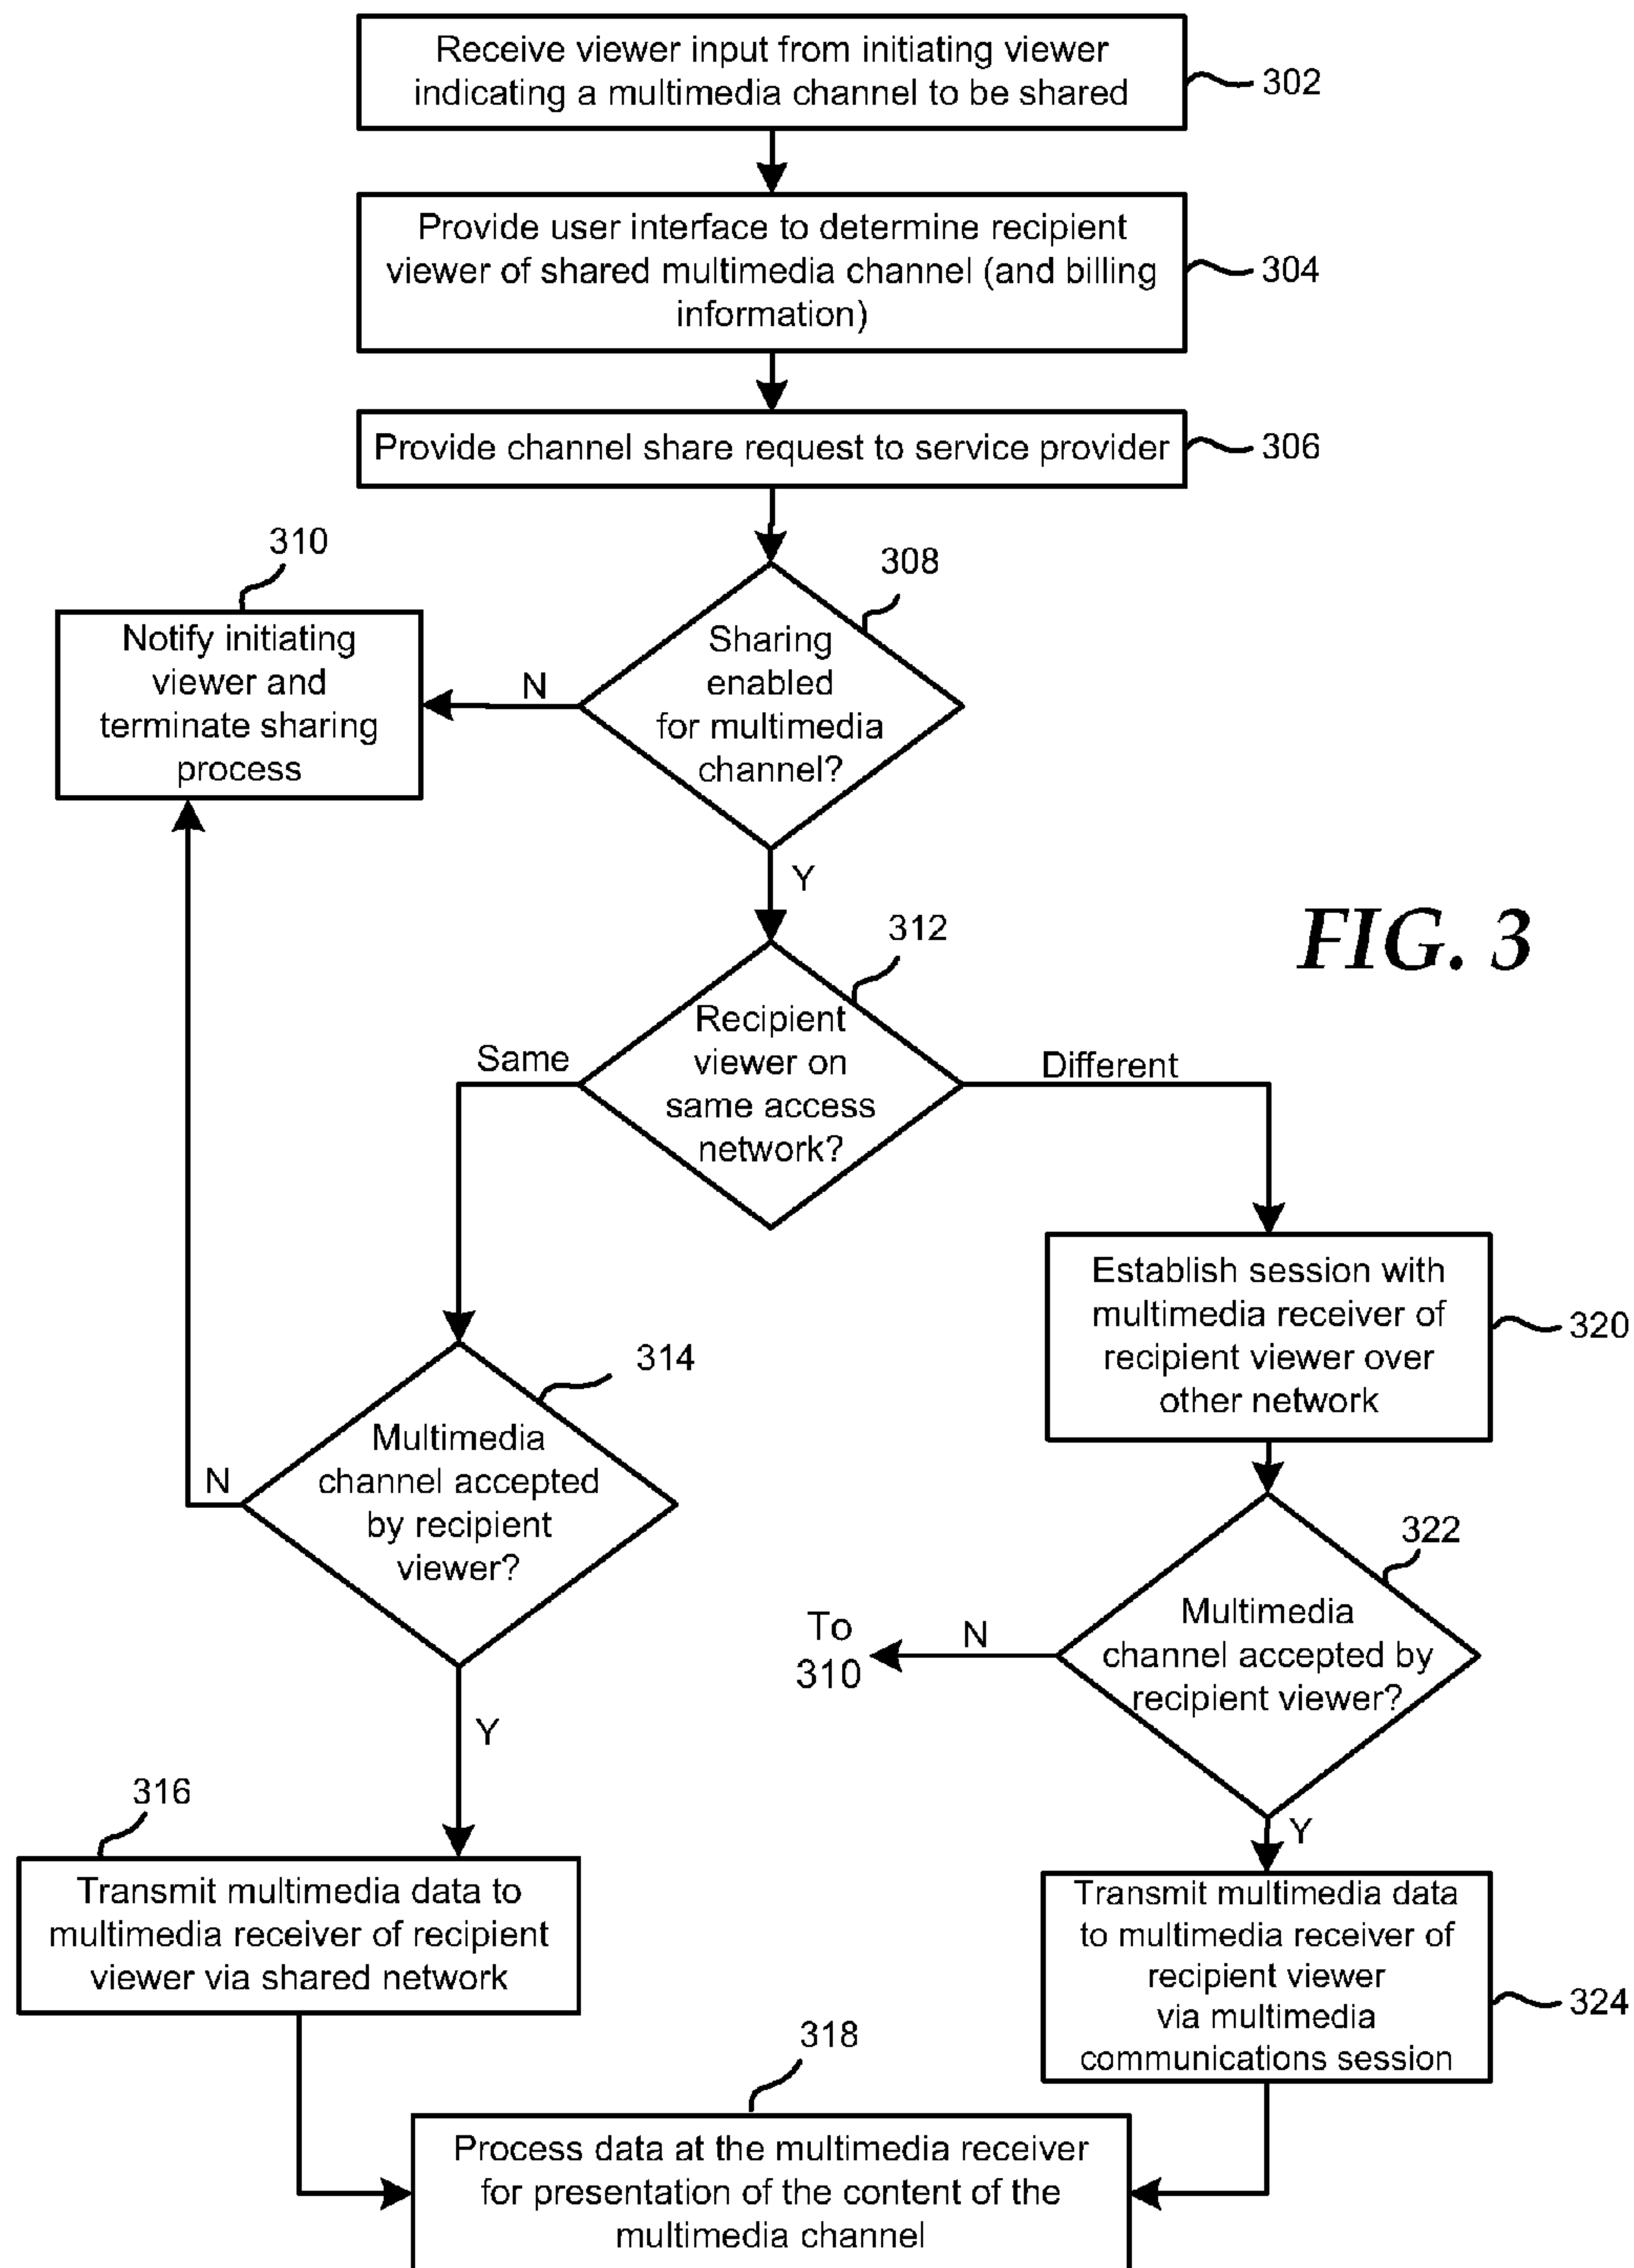 Receive viewer input from initiating viewer
indicating a multimedia channel to be shared
302
Provide user interface to determine recipient
viewer of shared multimedia channel (and billing
information)
304
Provide channel share request to service provider
306
310
Notify initiating
viewer and
terminate sharing
process
308
Sharing
enabled
for multimedia
channel?
N
Y
FIG. 3
312
Recipient
viewer on
same access
network?
Same
Different
Establish session with
multimedia receiver of
recipient viewer over
other network
320
314
Multimedia
channel accepted
by recipient
viewer?
N
Y
322
Multimedia
channel accepted by
recipient viewer?
N
To
310
Y
316
Transmit multimedia data to
multimedia receiver of recipient
viewer via shared network
Transmit multimedia data
to multimedia receiver of
recipient viewer
via multimedia
communications session
324
318
Process data at the multimedia receiver
for presentation of the content of the
multimedia channel